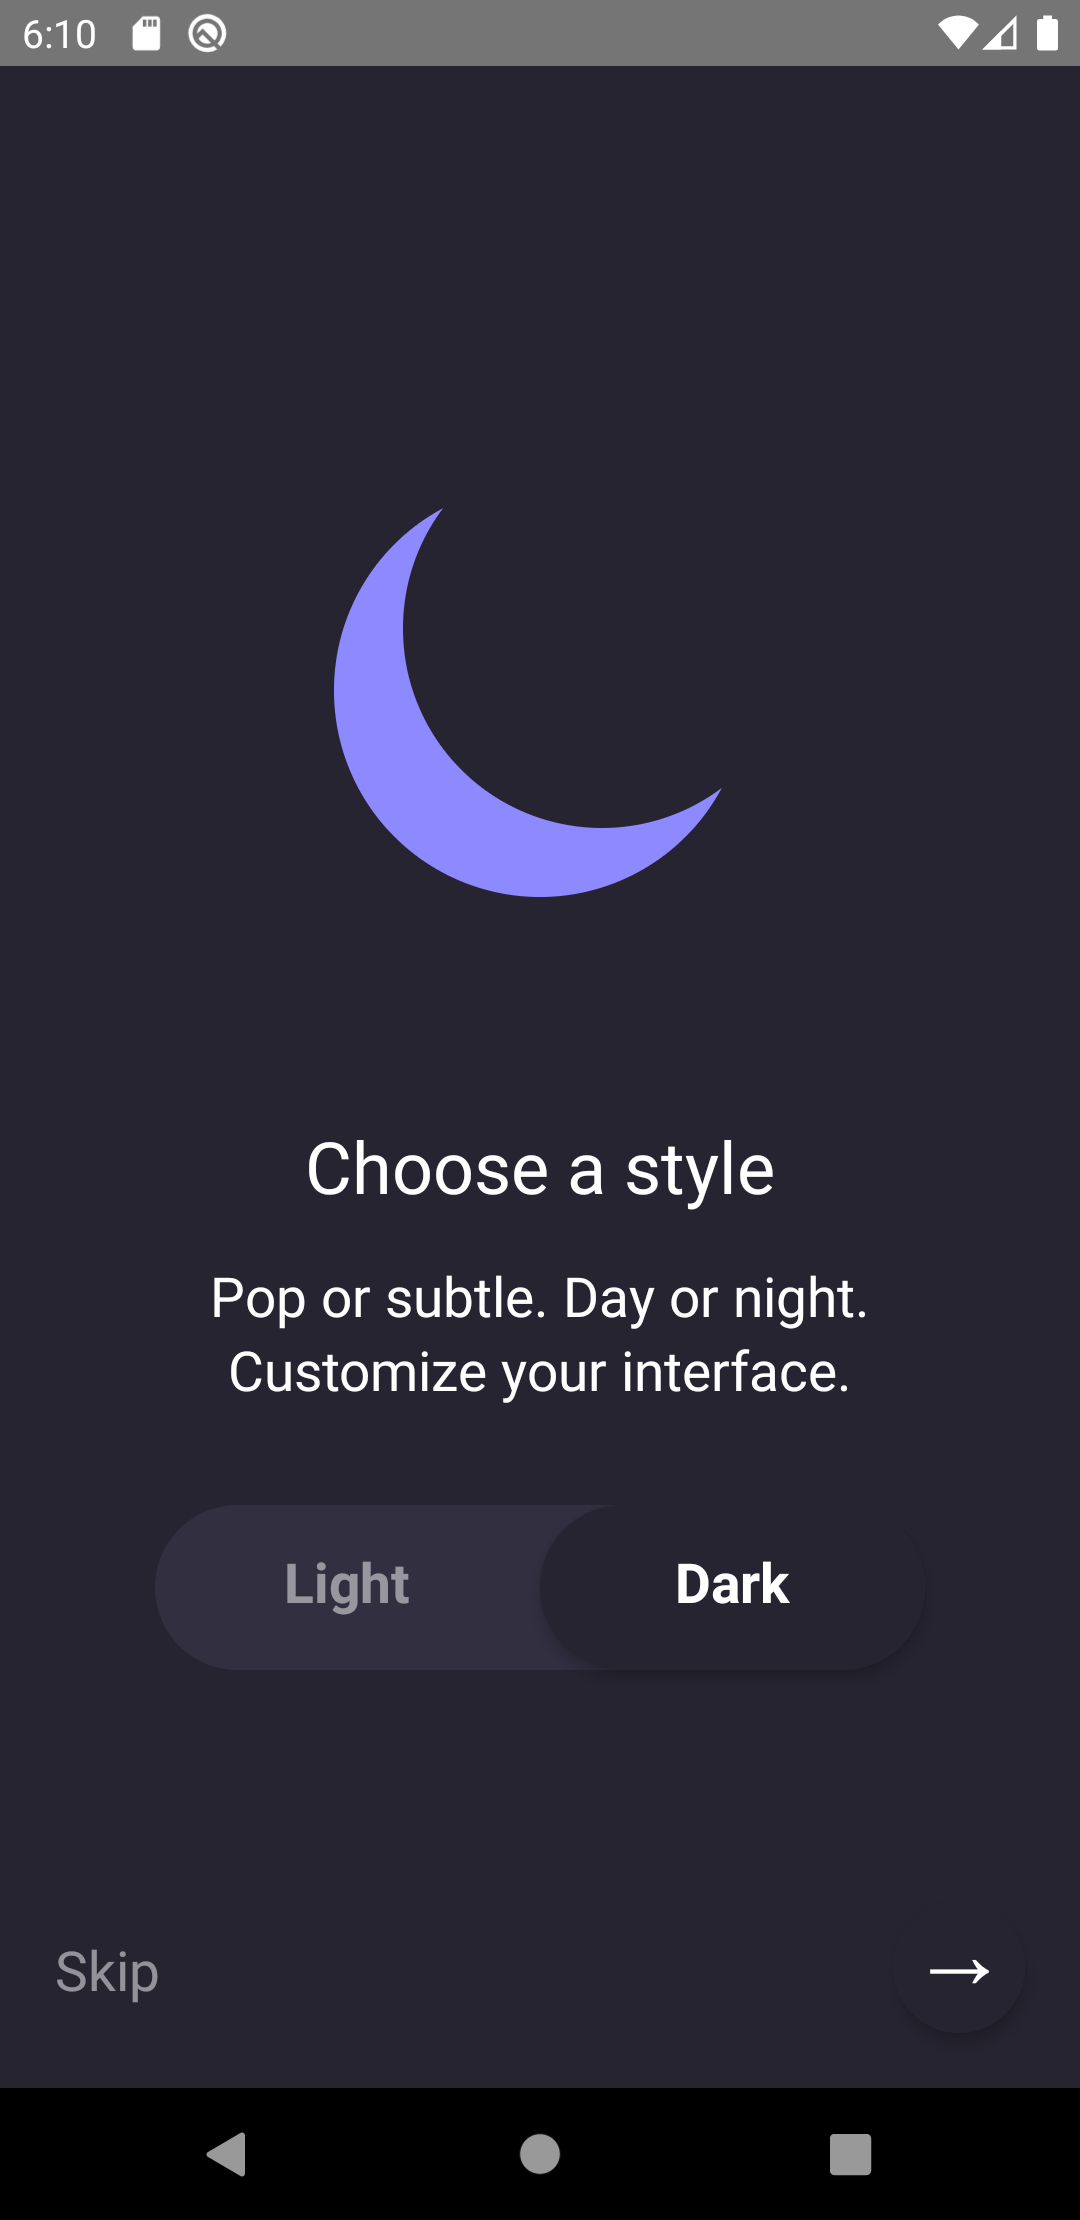 6:10
Choose a style
Pop or subtle. Day or night.
Customize your interface.
Light
Dark
Skip